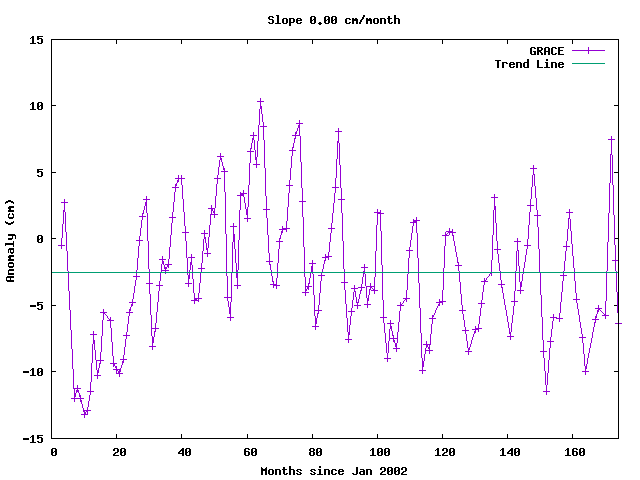 Slope 0.00 cm/month
GRACE
Trend Line
15
10
5
0
-5
-10
-15
Anomaly (cm)
0 20 40 60 80 100 120 140 160
Months since Jan 2002